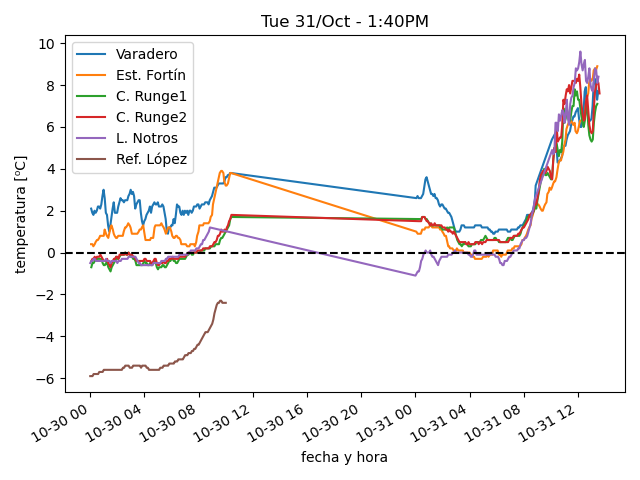 Tue 31/Oct - 1:40PM
Varadero
Est. Fortín
C. Runge1
C. Runge2
L. Notros
Ref. López
temperatura [ºC]
10
8
6
4
2
0
−2
−4
−6
10-30 00
10-30 04
10-30 08
10-30 12
10-30 16
10-30 20
10-31 00
10-31 04
10-31 08
10-31 12
fecha y hora